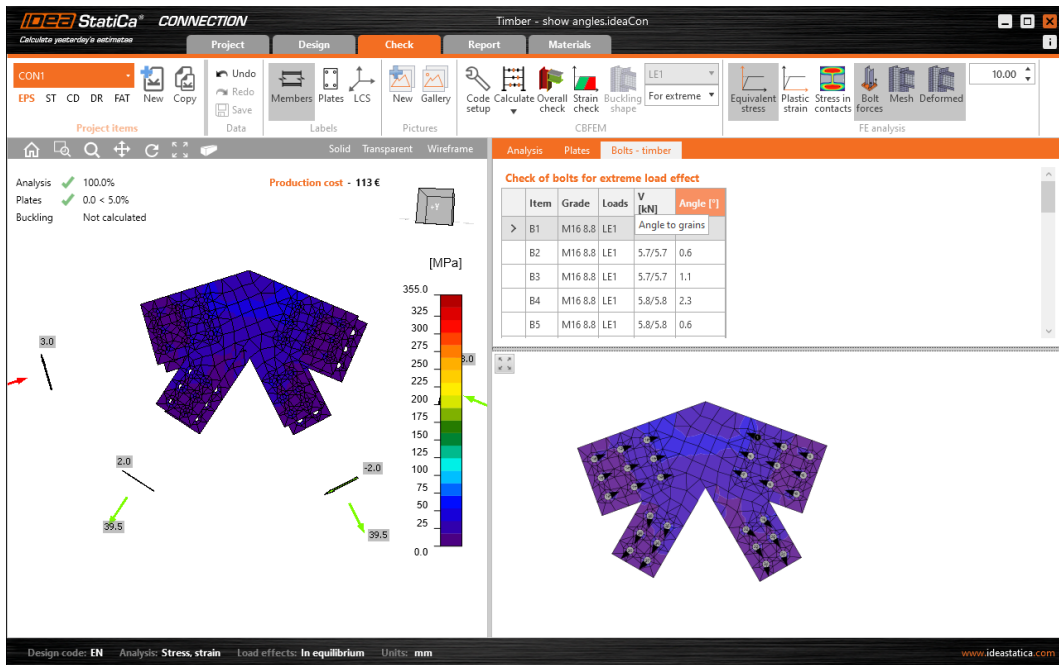 IDEA StatiCa® CONNECTION
Calculate yesterday's estimates
Timber - show angles.ideaCon
i
Project Design Check Report Materials
CON1
EPS ST CD DR FAT
New Copy
Project items
Undo
Redo
Save
Data
Members Plates LCS
Labels
New Gallery
Pictures
Code setup
Calculate
Overall check
Strain check
Buckling shape
LE1
For extreme
CBFEM
Equivalent stress
Plastic strain
Stress in contacts
Bolt forces
Mesh
Deformed
10.00
FE analysis
Solid Transparent Wireframe
Analysis 100.0%
Plates 0.0 < 5.0%
Buckling Not calculated
Production cost - 113 €
+Y
[MPa]
355.0
325
300
275
250
225
200
175
150
125
100
75
50
25
0.0
3.0
3.0
2.0
-2.0
39.5
39.5
Analysis Plates Bolts - timber
Check of bolts for extreme load effect
Item Grade Loads V [kN] Angle [°]
> B1 M16 8.8 LE1
Angle to grains
B2 M16 8.8 LE1 5.7/5.7 0.6
B3 M16 8.8 LE1 5.7/5.7 1.1
B4 M16 8.8 LE1 5.8/5.8 2.3
B5 M16 8.8 LE1 5.8/5.8 0.6
Design code: EN Analysis: Stress, strain Load effects: In equilibrium Units: mm
www.ideastatica.com